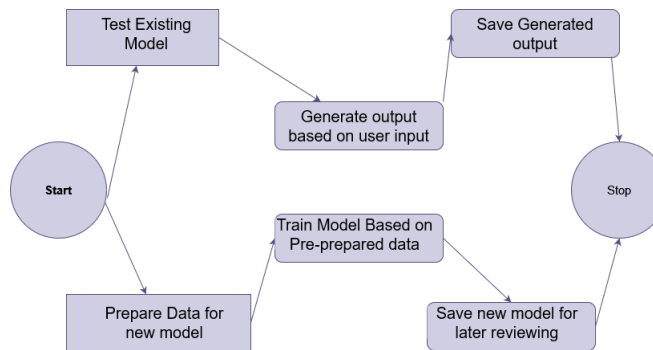 Test Existing
Model
Save Generated
output
Generate output
based on user input
Start
Stop
Train Model Based on
Pre-prepared data
Prepare Data for
new model
Save new model for
later reviewing